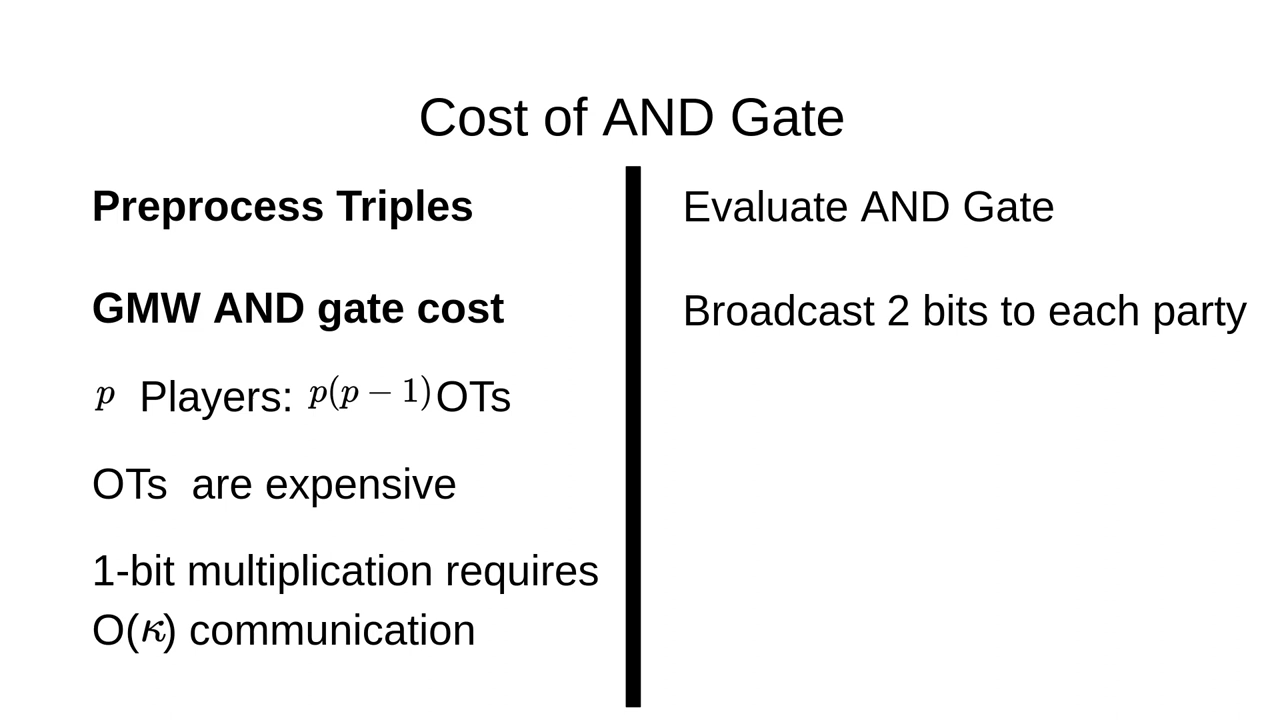 Cost of AND Gate
Preprocess Triples
GMW AND gate cost
p Players: p(p − 1)OTs
OTs are expensive
1-bit multiplication requires
O(κ) communication
Evaluate AND Gate
Broadcast 2 bits to each party